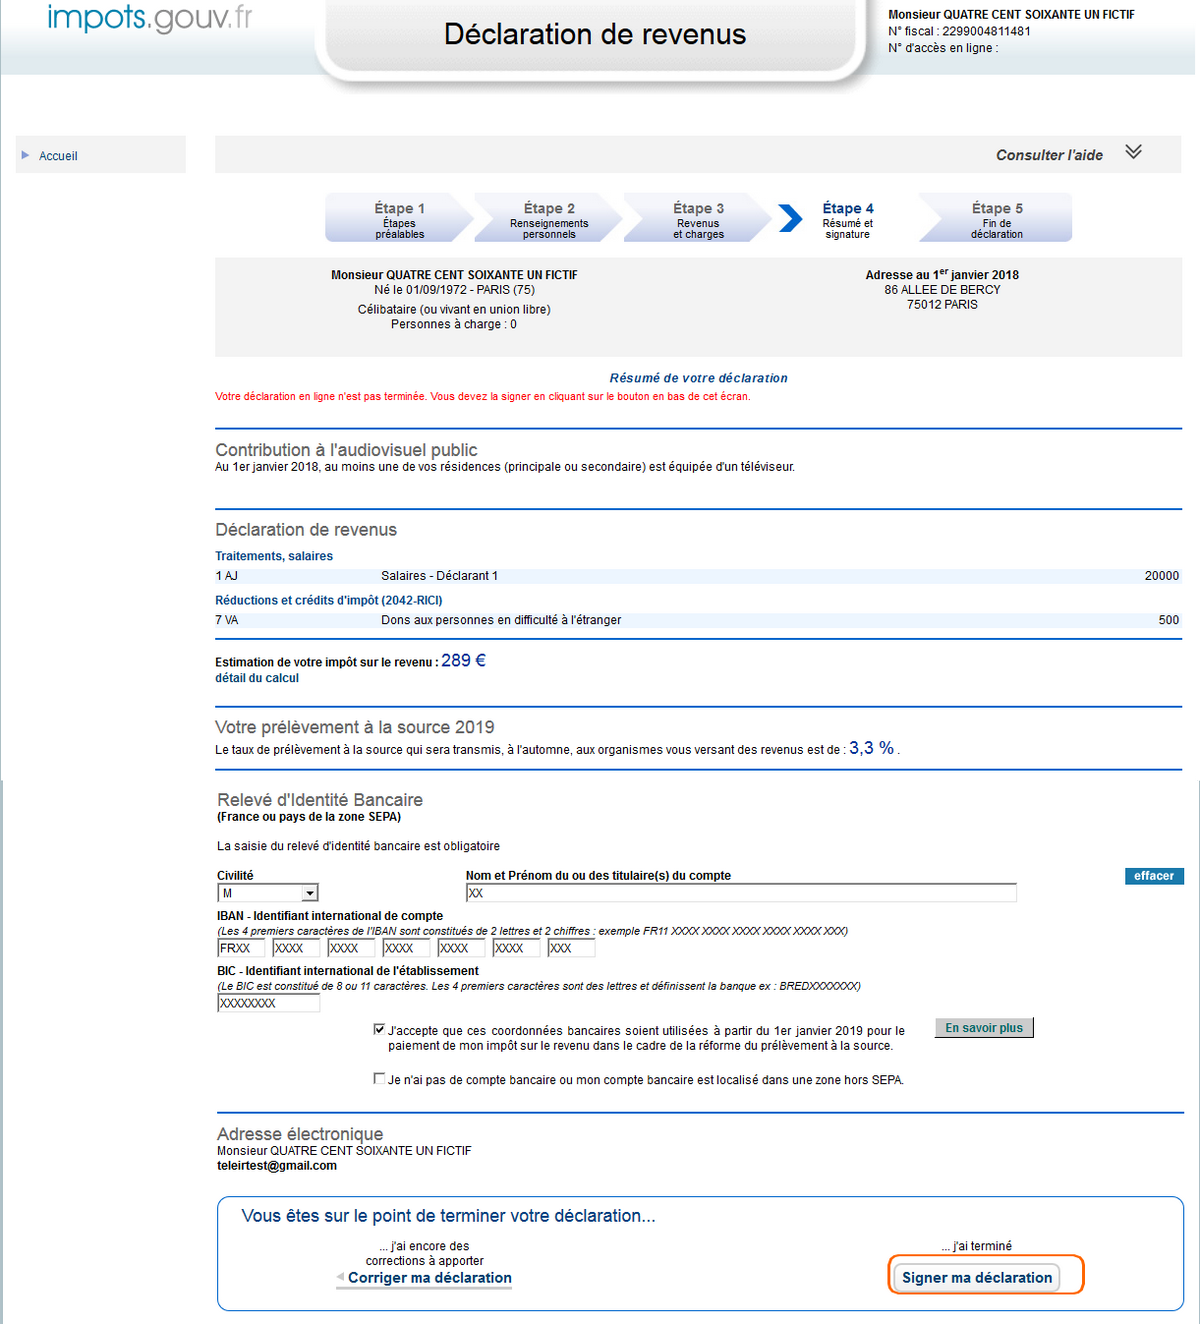 impots.gouv.fr
Déclaration de revenus
Monsieur QUATRE CENT SOIXANTE UN FICTIF
N° fiscal : 2299004811481
N° d'accès en ligne :
Accueil
Consulter l'aide
Étape 1
Étapes
préalables
Étape 2
Renseignements
personnels
Étape 3
Revenus
et charges
Étape 4
Résumé et
signature
Étape 5
Fin de
déclaration
Monsieur QUATRE CENT SOIXANTE UN FICTIF
Né le 01/09/1972 - PARIS (75)
Célibataire (ou vivant en union libre)
Personnes à charge : 0
Adresse au 1er janvier 2018
86 ALLEE DE BERCY
75012 PARIS
Résumé de votre déclaration
Votre déclaration en ligne n'est pas terminée. Vous devez la signer en cliquant sur le bouton en bas de cet écran.
Contribution à l'audiovisuel public
Au 1er janvier 2018, au moins une de vos résidences (principale ou secondaire) est équipée d'un téléviseur.
Déclaration de revenus
Traitements, salaires
1 AJ Salaires - Déclarant 1 20000
Réductions et crédits d'impôt (2042-RICI)
7 VA Dons aux personnes en difficulté à l'étranger 500
Estimation de votre impôt sur le revenu : 289 €
détail du calcul
Votre prélèvement à la source 2019
Le taux de prélèvement à la source qui sera transmis, à l'automne, aux organismes vous versant des revenus est de : 3,3 % .
Relevé d'Identité Bancaire
(France ou pays de la zone SEPA)
La saisie du relevé d'identité bancaire est obligatoire
Civilité Nom et Prénom du ou des titulaire(s) du compte effacer
M XX
IBAN - Identifiant international de compte
(Les 4 premiers caractères de l'IBAN sont constitués de 2 lettres et 2 chiffres : exemple FR11 XXXX XXXX XXXX XXXX XXXX XXX)
FRXX XXXX XXXX XXXX XXXX XXXX XXX
BIC - Identifiant international de l'établissement
(Le BIC est constitué de 8 ou 11 caractères. Les 4 premiers caractères sont des lettres et définissent la banque ex : BREDXXXXXXX)
XXXXXXXX
J'accepte que ces coordonnées bancaires soient utilisées à partir du 1er janvier 2019 pour le
paiement de mon impôt sur le revenu dans le cadre de la réforme du prélèvement à la source.
En savoir plus
Je n'ai pas de compte bancaire ou mon compte bancaire est localisé dans une zone hors SEPA.
Adresse électronique
Monsieur QUATRE CENT SOIXANTE UN FICTIF
teleirtest@gmail.com
Vous êtes sur le point de terminer votre déclaration...
... j'ai encore des
corrections à apporter
Corriger ma déclaration
... j'ai terminé
Signer ma déclaration